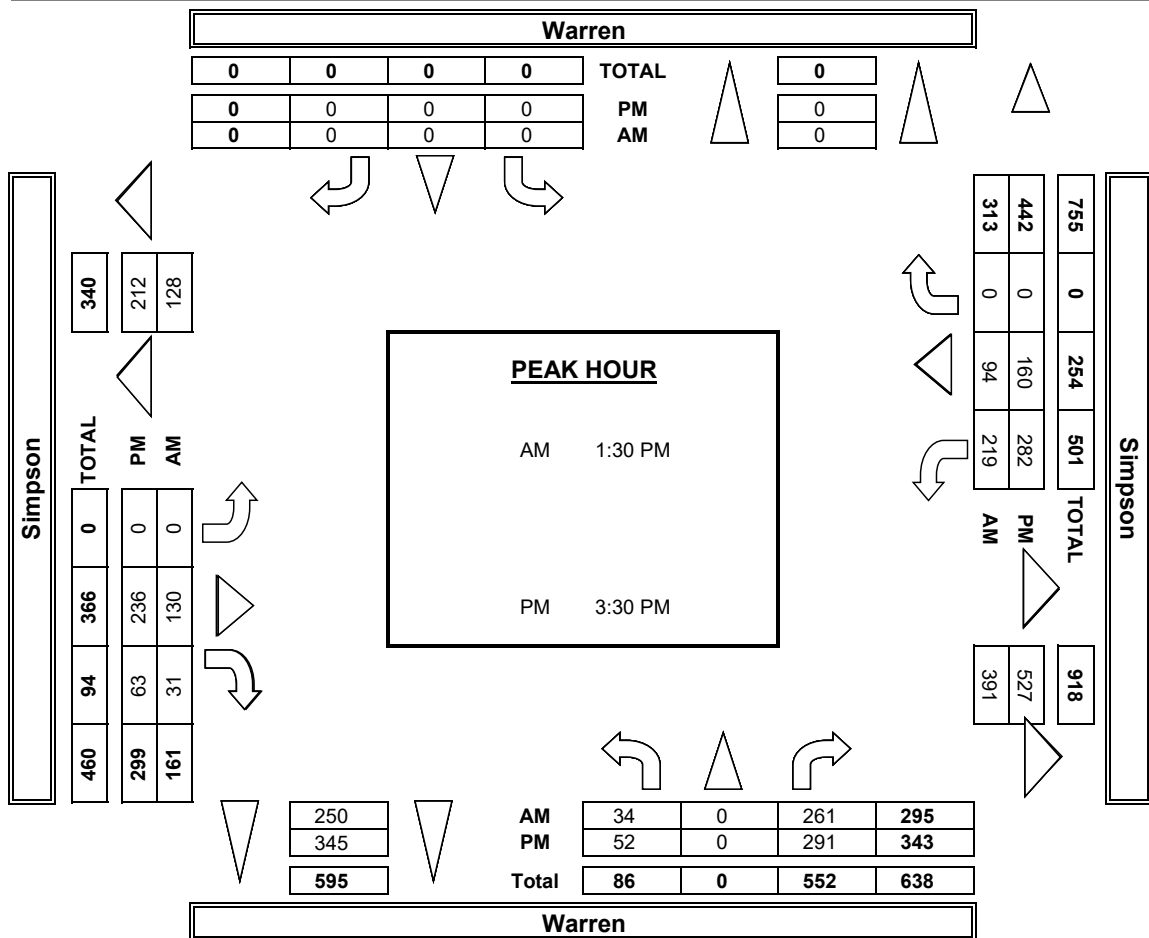 Warren
0 0 0 0 TOTAL 0
0 0 0 0 PM 0
0 0 0 0 AM 0
Simpson
340
212
128
TOTAL
PM
AM
0 366 94 460
0 236 63 299
0 130 31 161
PEAK HOUR
AM 1:30 PM
PM 3:30 PM
755 0 254 501 TOTAL 918
442 0 160 282 PM 527
313 0 94 219 AM 391
Simpson
250 AM 34 0 261 295
345 PM 52 0 291 343
595 Total 86 0 552 638
Warren